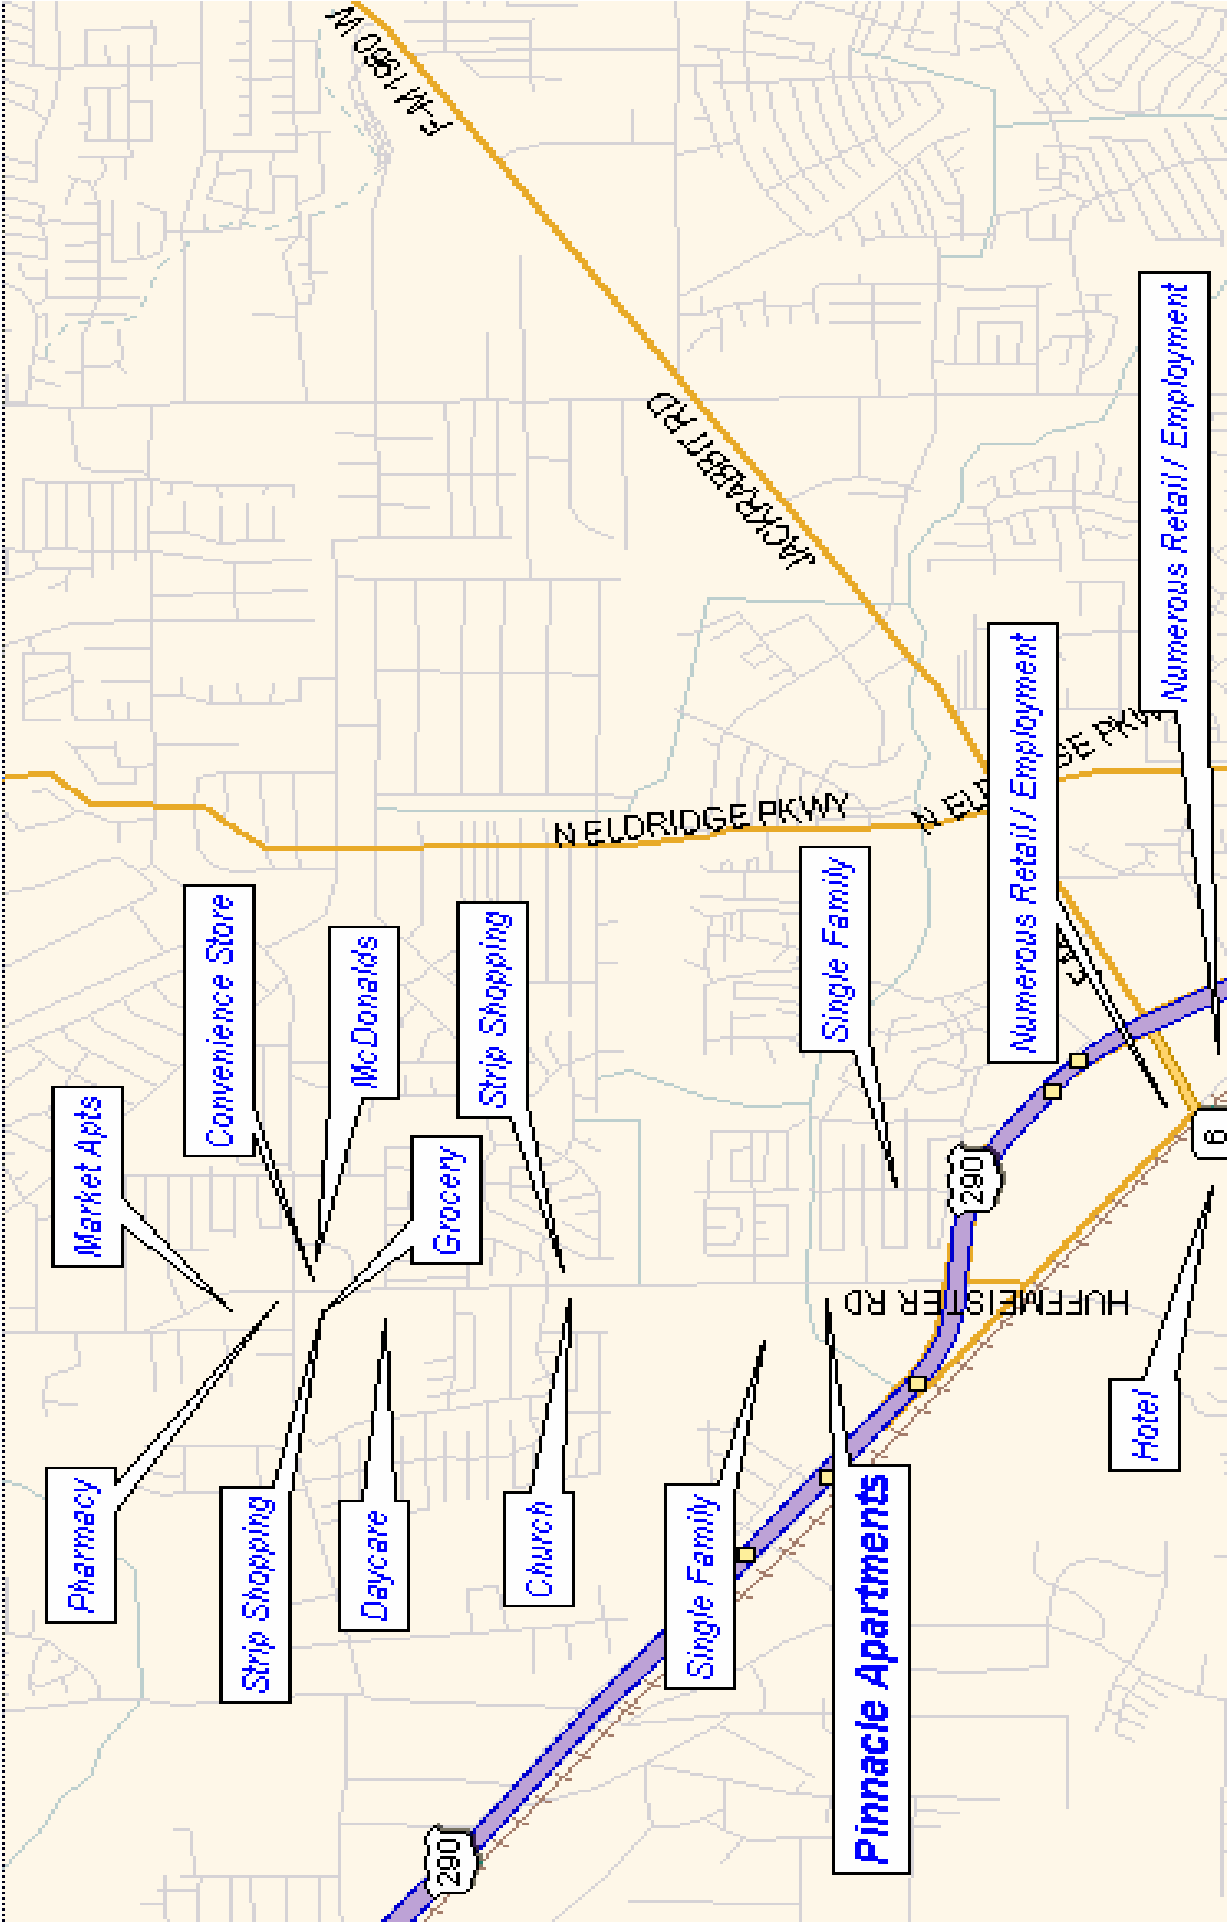 Pharmacy
Market Apts
Convenience Store
Strip Shopping
F-M 1960 W
McDonalds
Daycare
Grocery
290
Strip Shopping
Church
N ELDRIDGE PKWY
JACKRABBIT RD
Single Family
Single Family
Pinnacle Apartments
HUFFMEISTER RD
290
Numerous Retail / Employment
Hotel
Numerous Retail / Employment
6